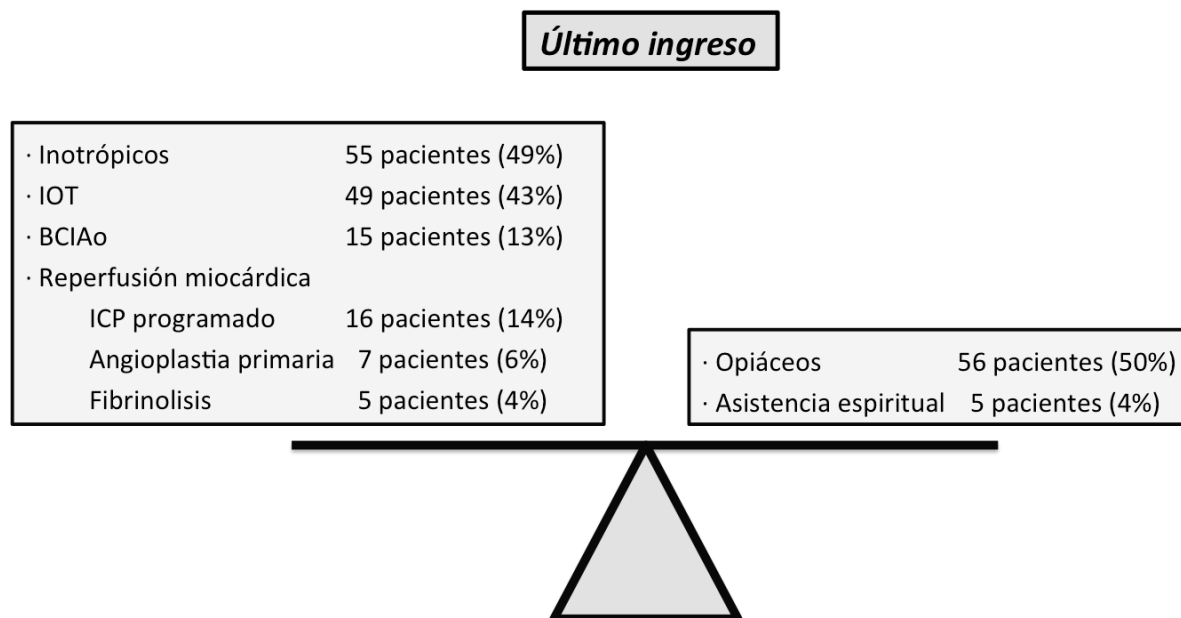 Último ingreso
· Inotrópicos 55 pacientes (49%)
· IOT 49 pacientes (43%)
· BCIAo 15 pacientes (13%)
· Reperfusión miocárdica
ICP programado 16 pacientes (14%)
Angioplastia primaria 7 pacientes (6%)
Fibrinolisis 5 pacientes (4%)
· Opiáceos 56 pacientes (50%)
· Asistencia espiritual 5 pacientes (4%)